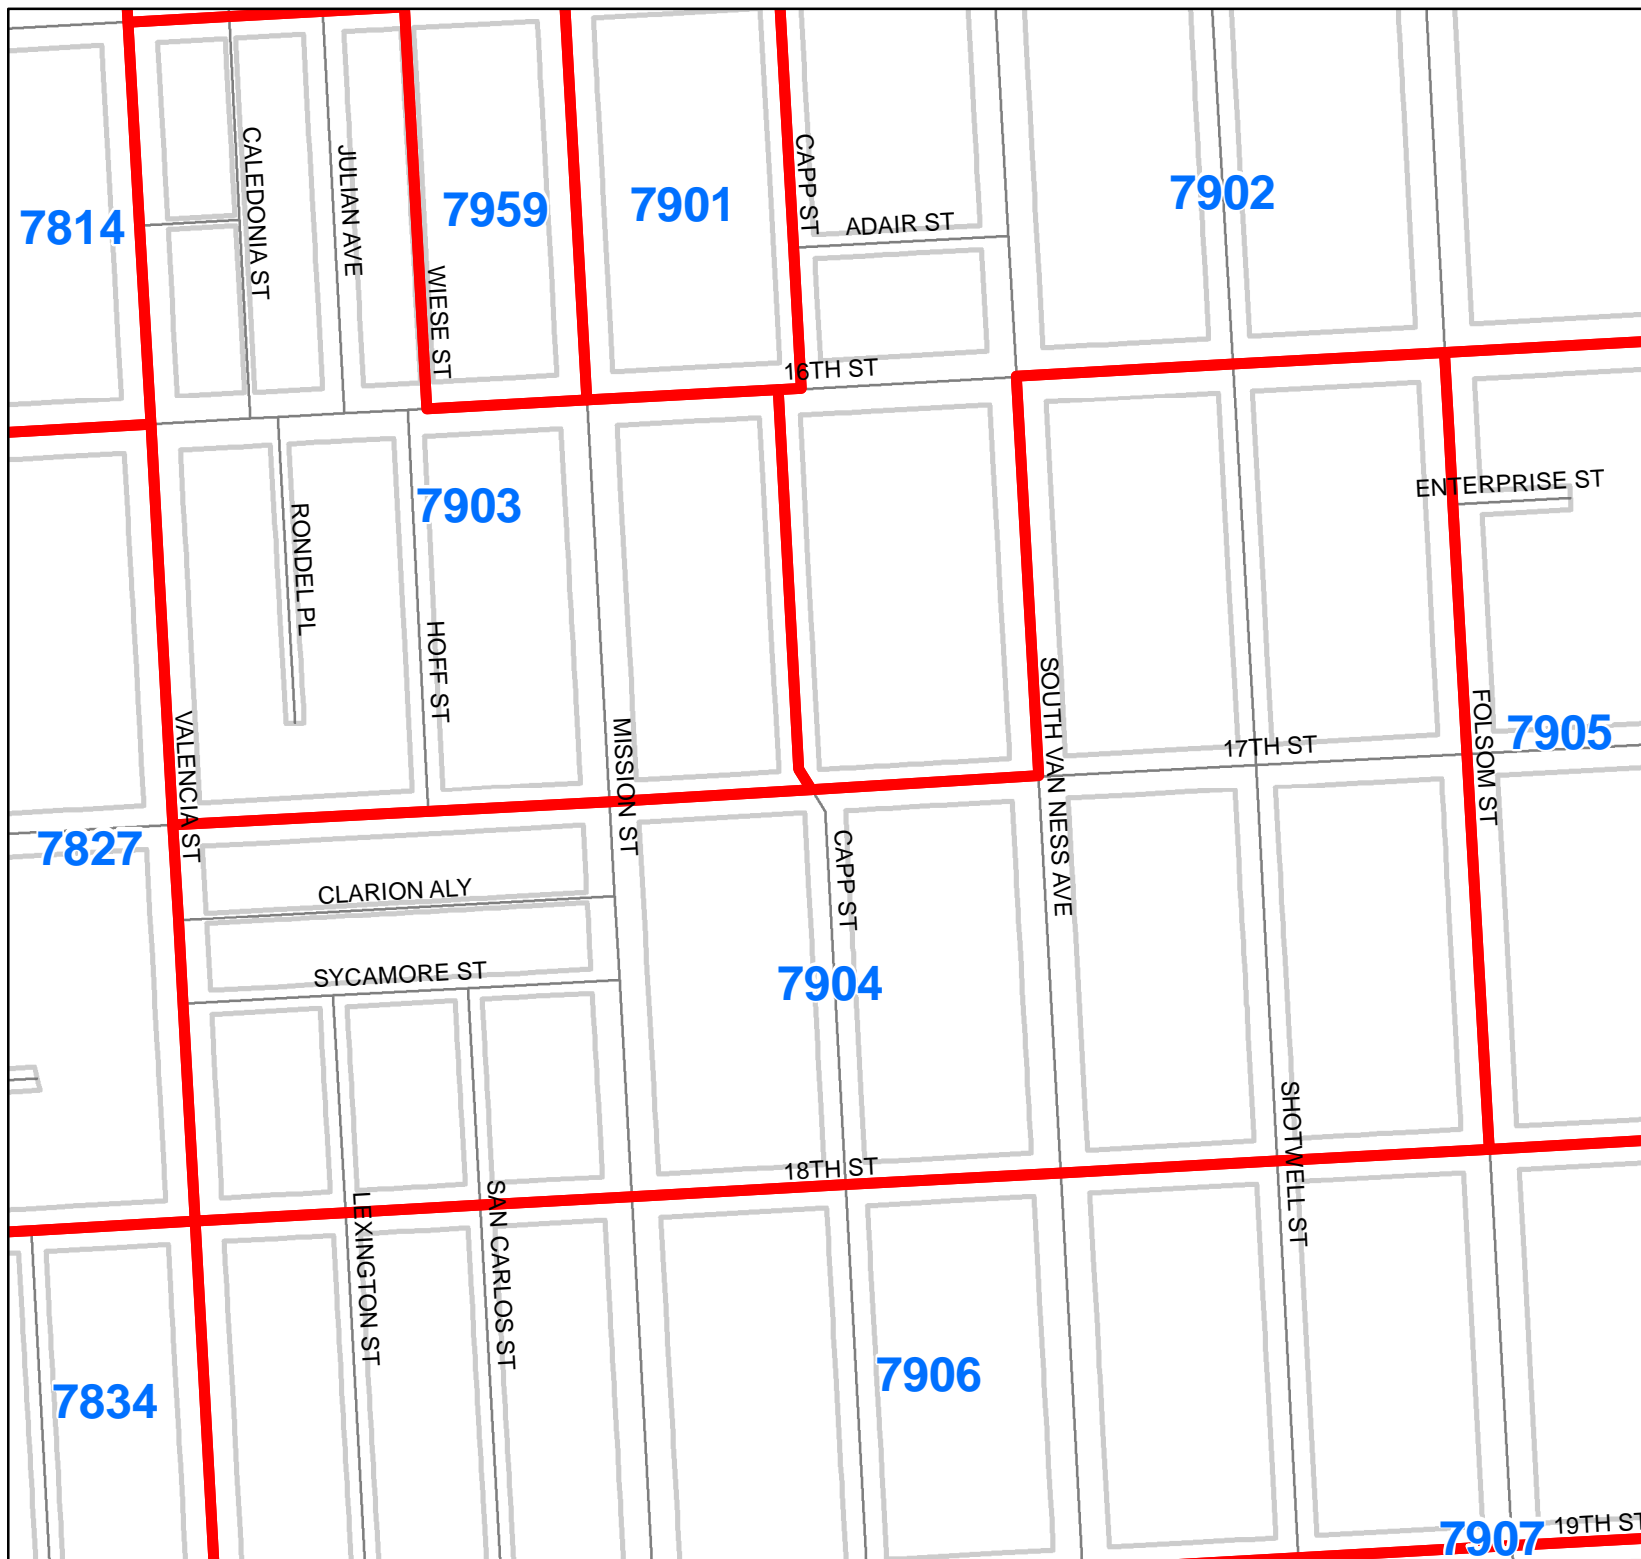 CALEDONIA ST
JULIAN AVE
CAPP ST
7902
7959
7901
7814
ADAIR ST
WIESE ST
16TH ST
ENTERPRISE ST
7903
RONDEL PL
HOFF ST
SOUTH VAN NESS AVE
FOLSOM ST
VALENCIA ST
MISSION ST
17TH ST
7905
7827
CAPP ST
CLARION ALY
SYCAMORE ST
7904
SHOTWELL ST
18TH ST
LEXINGTON ST
SAN CARLOS ST
7906
7834
19TH ST
7907